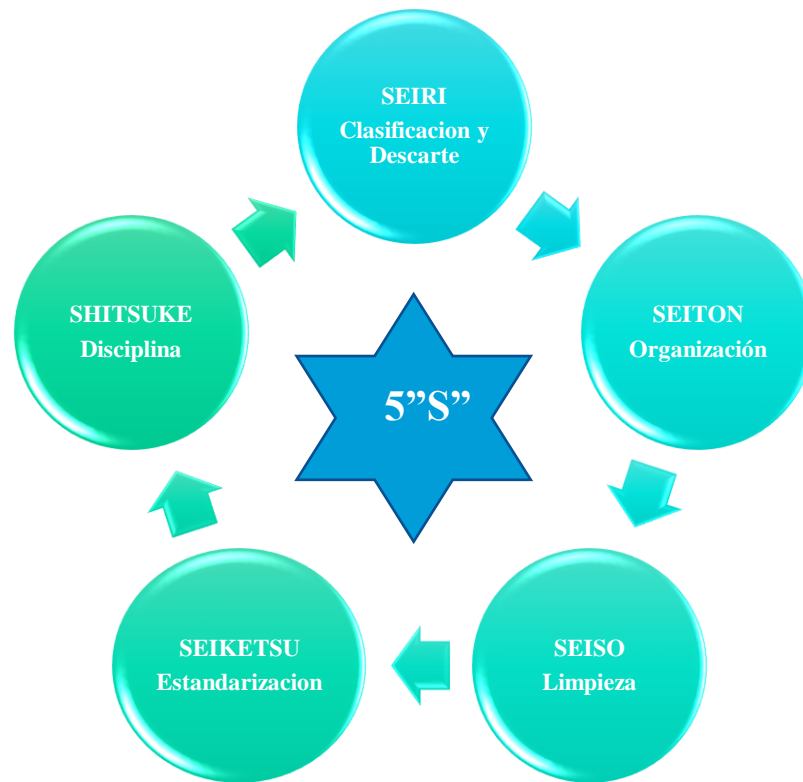 SEIRI
Clasificacion y
Descarte
SEITON
Organización
SEISO
Limpieza
SEIKETSU
Estandarizacion
SHITSUKE
Disciplina
5”S”